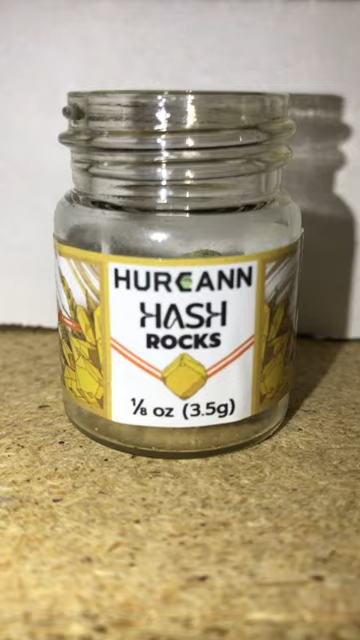 HURCANN
HASH
ROCKS
⅛ oz (3.5g)